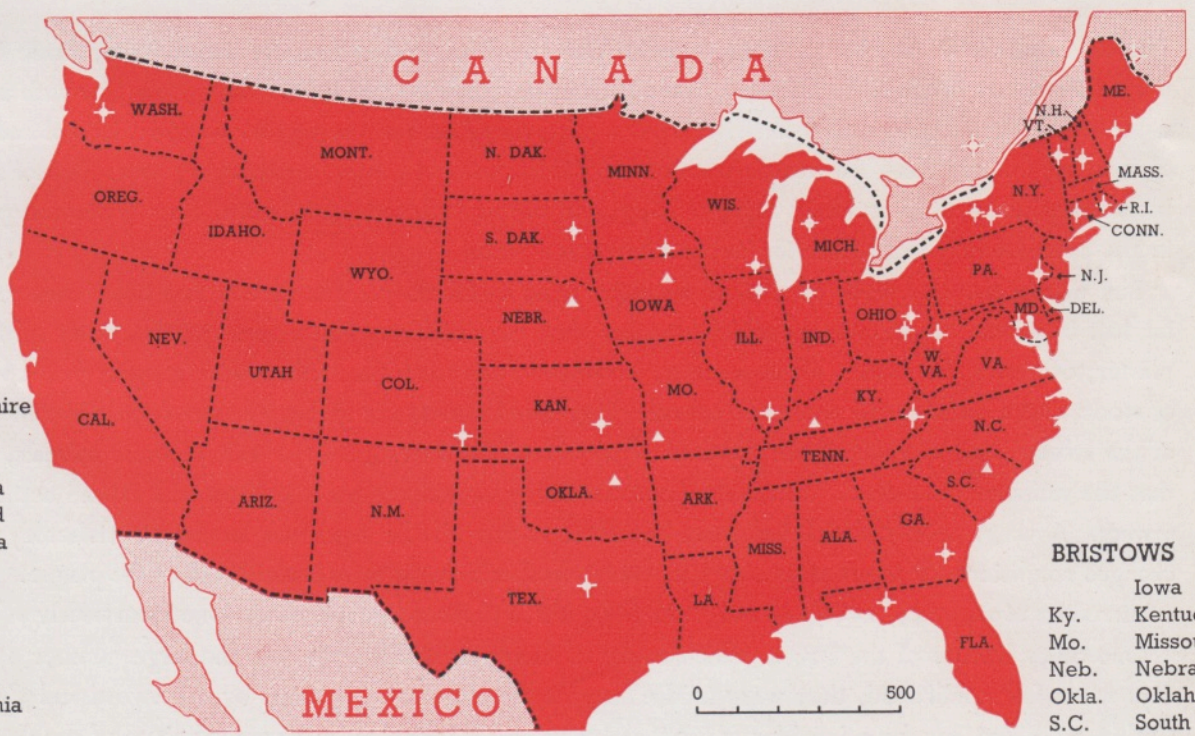 CANADA
WASH.
MONT.
N. DAK.
MINN.
OREG.
IDAHO.
S. DAK.
WIS.
MICH.
N.Y.
ME.
N.H.
VT.
MASS.
R.I.
CONN.
WYO.
NEBR.
IOWA
PA.
N.J.
NEV.
UTAH
COL.
ILL.
IND.
OHIO
MD.
DEL.
W.
VA.
VA.
CAL.
KAN.
MO.
KY.
N.C.
TENN.
ARIZ.
N.M.
OKLA.
ARK.
S.C.
MISS.
ALA.
GA.
TEX.
LA.
FLA.
MEXICO
0 500
BRISTOWS
Iowa
Ky.
Mo.
Neb.
Okla.
S.C. South